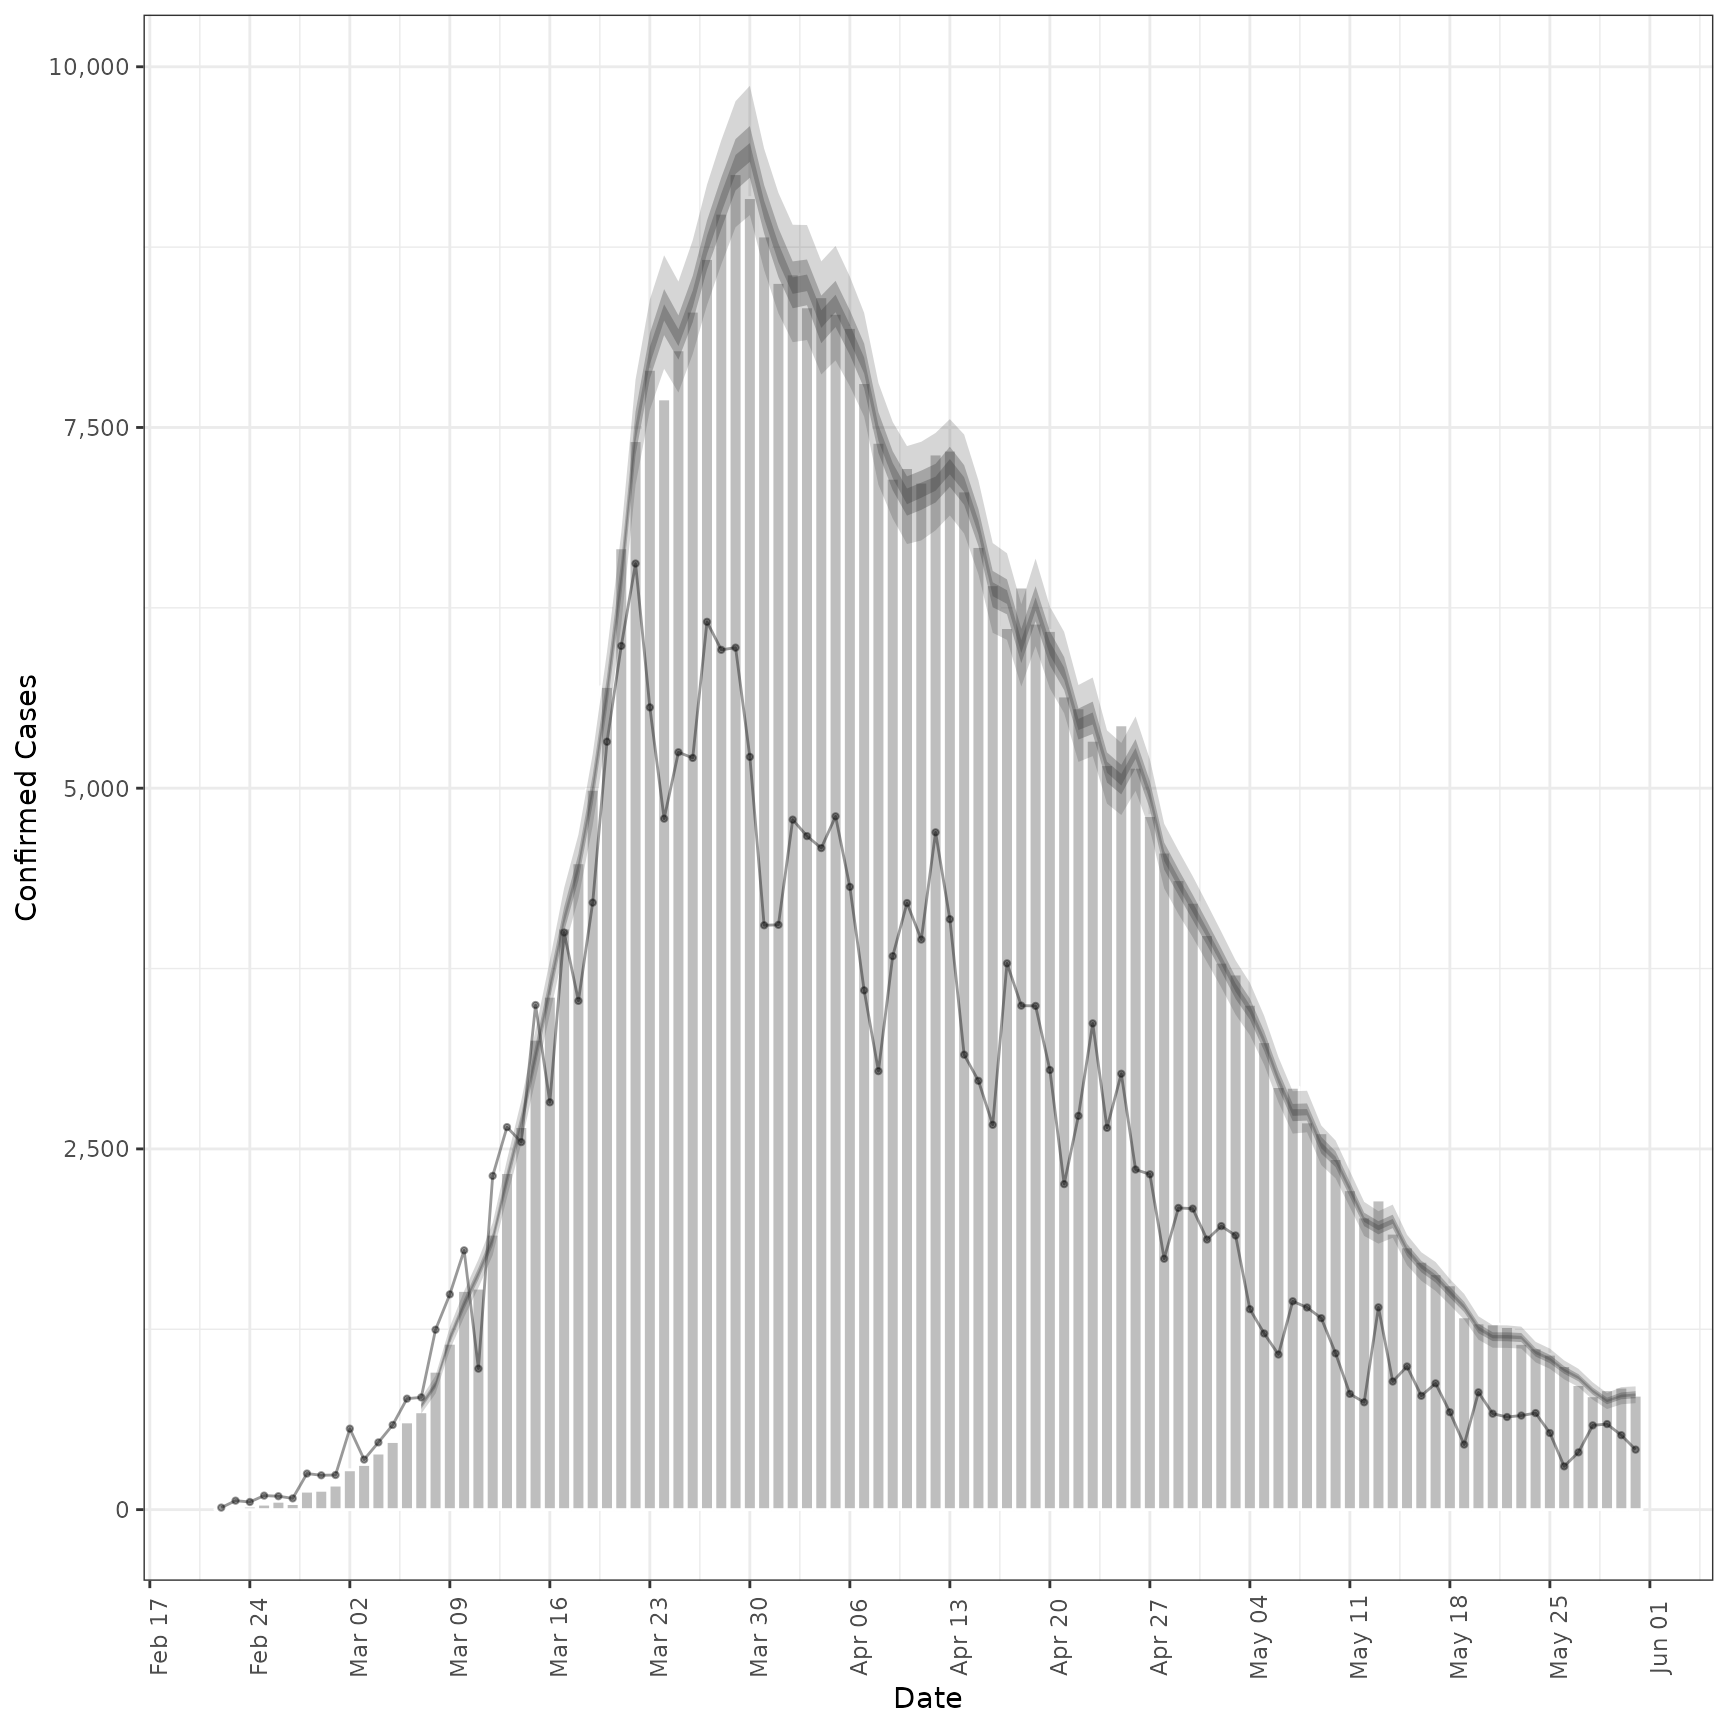 10,000
7,500
5,000
2,500
0
Confirmed Cases
Feb 17
Feb 24
Mar 02
Mar 09
Mar 16
Mar 23
Mar 30
Apr 06
Apr 13
Apr 20
Apr 27
May 04
May 11
May 18
May 25
Jun 01
Date